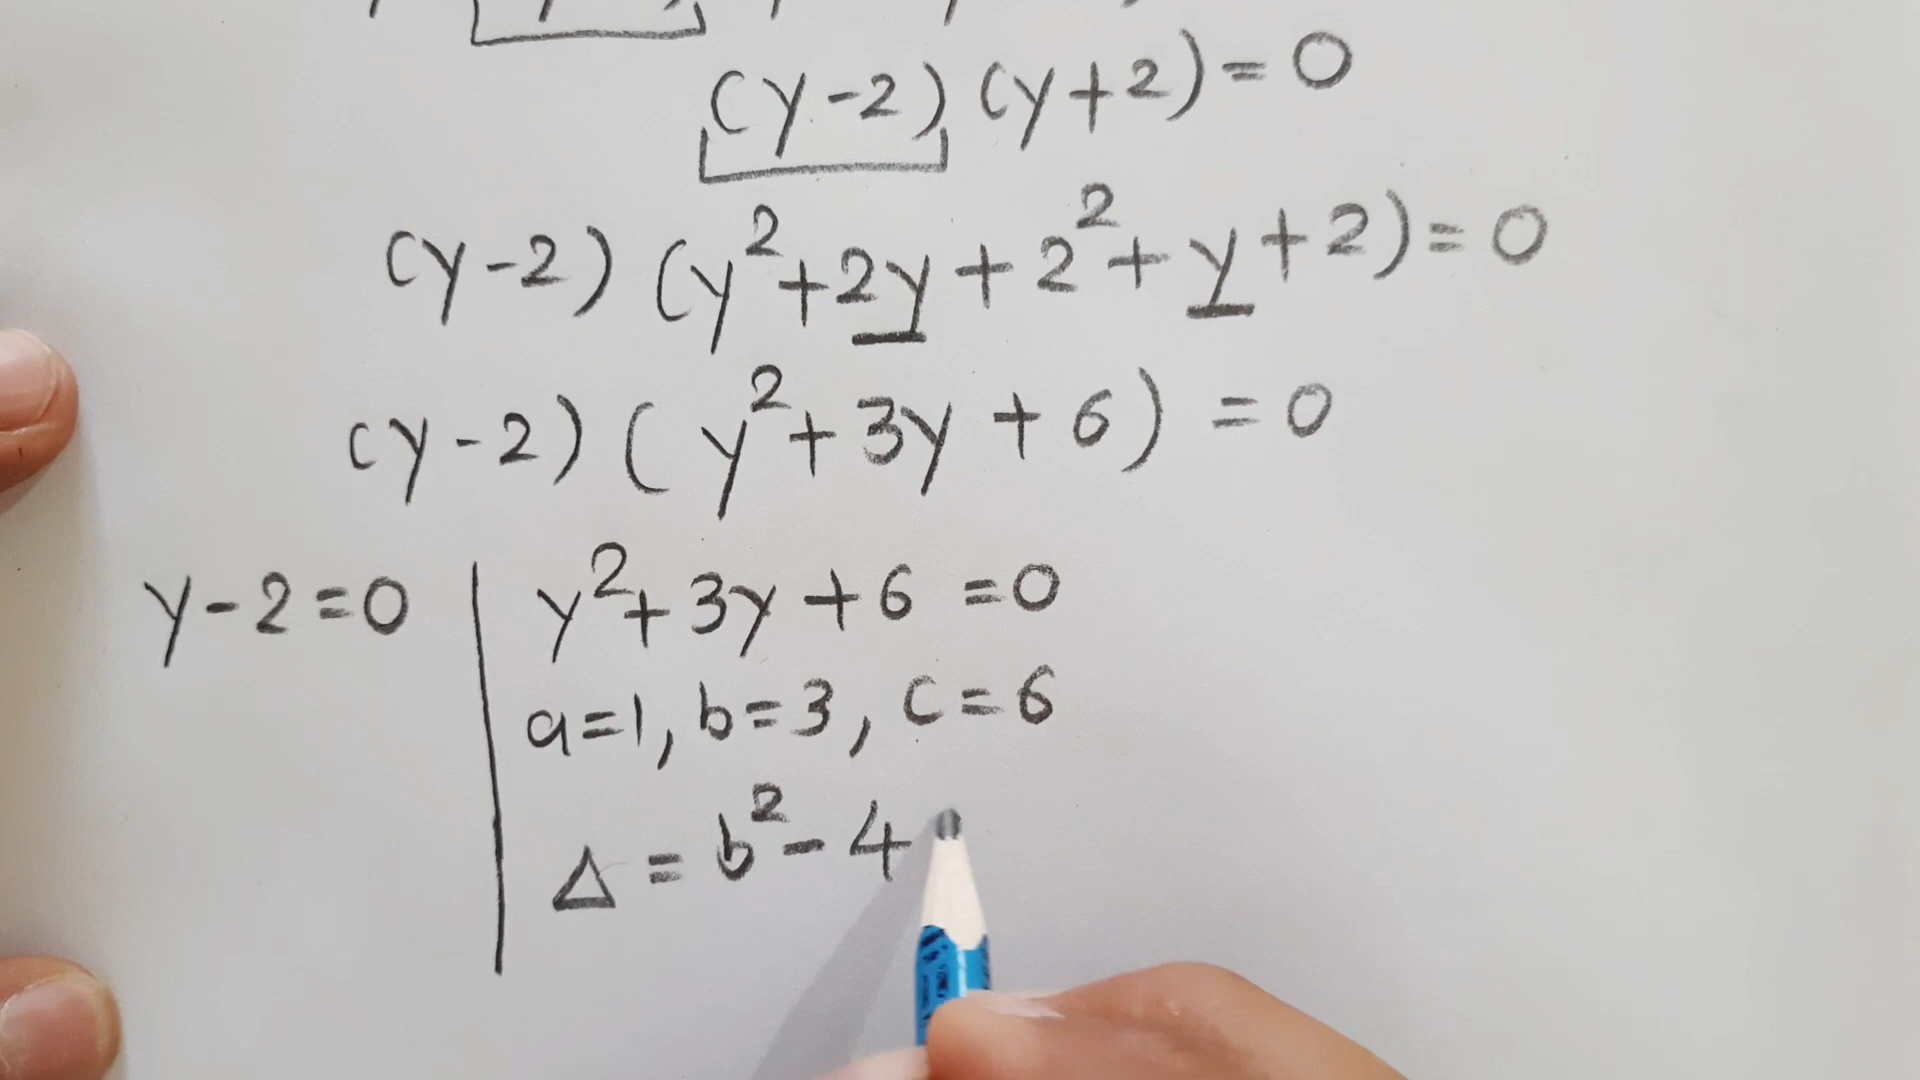 (y-2)(y+2)=0
(y-2)(y²+2y+2²+y+2)=0
(y-2)(y²+3y+6)=0
y-2=0 | y²+3y+6=0
a=1, b=3, c=6
Δ=b²-4